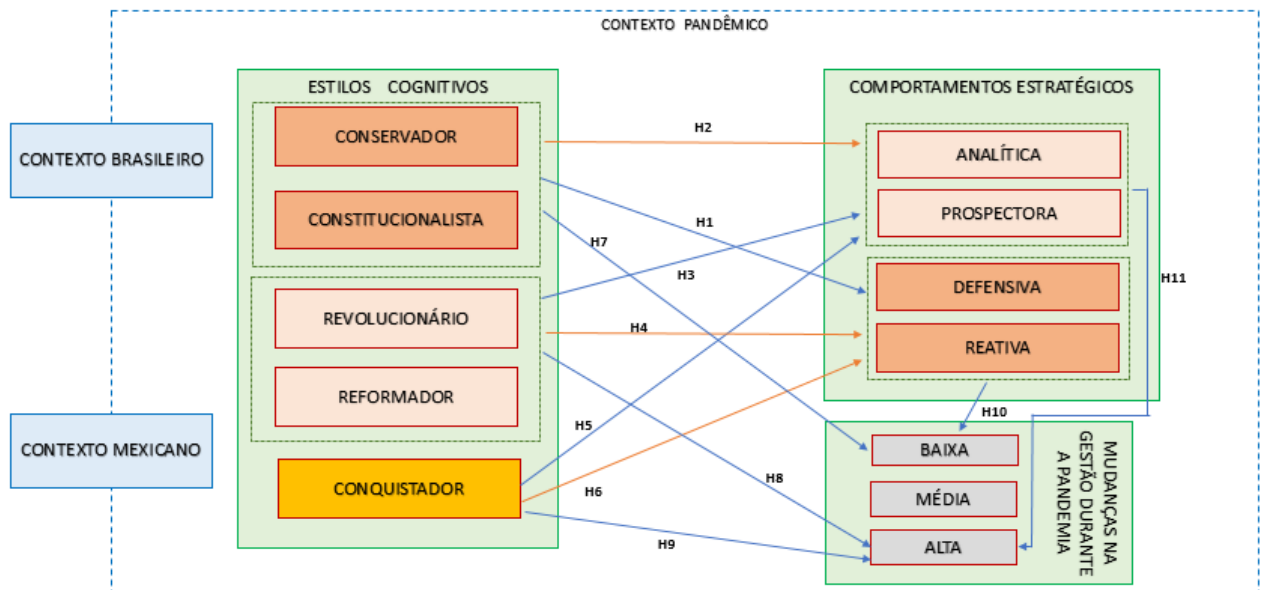 CONTEXTO PANDÊMICO
ESTILOS COGNITIVOS
COMPORTAMENTOS ESTRATÉGICOS
CONTEXTO BRASILEIRO
CONTEXTO MEXICANO
CONSERVADOR
CONSTITUCIONALISTA
REVOLUCIONÁRIO
REFORMADOR
CONQUISTADOR
H2
H1
H7
H3
H4
H5
H8
H6
H9
ANALÍTICA
PROSPECTORA
DEFENSIVA
REATIVA
H11
H10
BAIXA
MÉDIA
ALTA
MUDANÇAS NA
GESTÃO DURANTE
A PANDEMIA